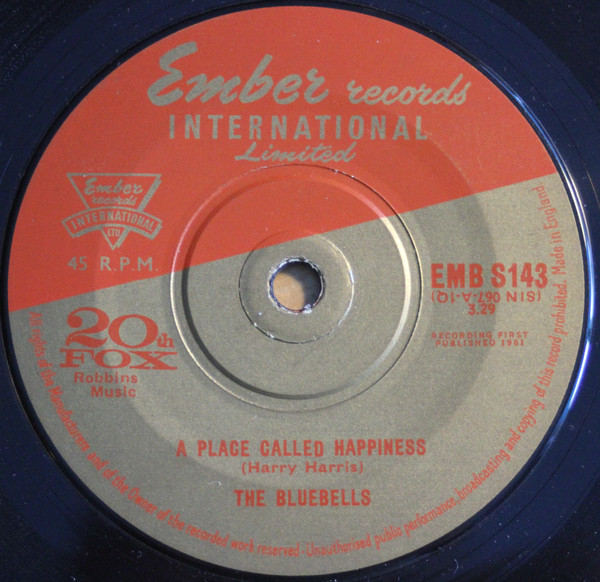 Ember records
INTERNATIONAL
Limited
Ember
records
INTERNATIONAL
LTD
45 R.P.M.
EMB S143
(SIN 067-A-1Q)
3.29
RECORDING FIRST
PUBLISHED 1961
20th
FOX
Robbins
Music
A PLACE CALLED HAPPINESS
(Harry Harris)
THE BLUEBELLS
All rights of the Manufacturers and of the Owner of the recorded work reserved-Unauthorised public performance, broadcasting and copying of this record prohibited. Made in England